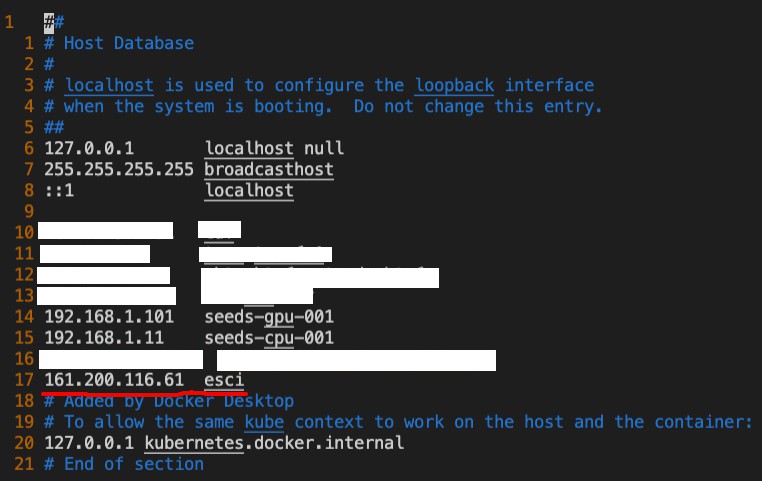 1 ##
1 # Host Database
2 #
3 # localhost is used to configure the loopback interface
4 # when the system is booting.  Do not change this entry.
5 ##
6 127.0.0.1       localhost null
7 255.255.255.255 broadcasthost
8 ::1             localhost
9
10
11
12
13
14 192.168.1.101   seeds-gpu-001
15 192.168.1.11    seeds-cpu-001
16
17 161.200.116.61  esci
18 # Added by Docker Desktop
19 # To allow the same kube context to work on the host and the container:
20 127.0.0.1 kubernetes.docker.internal
21 # End of section